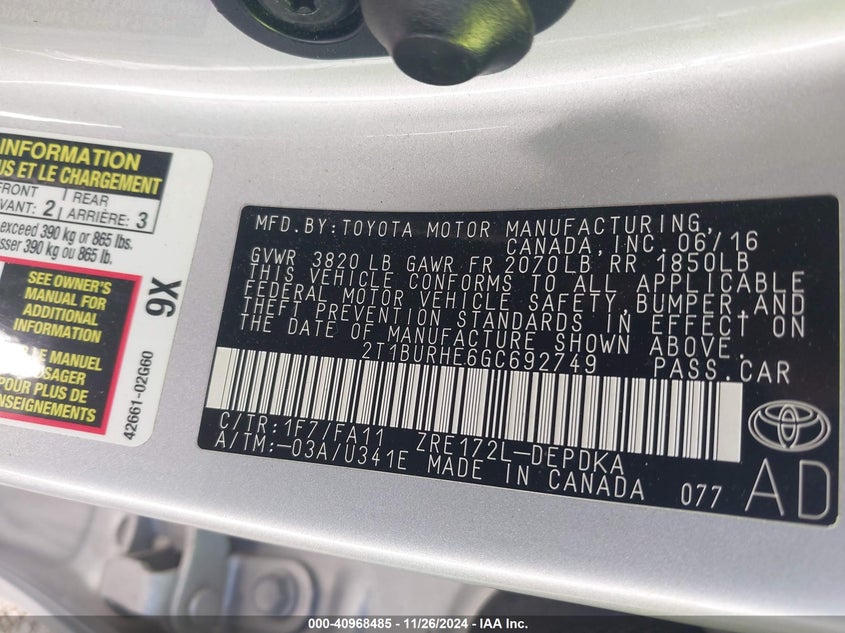 INFORMATION
US ET LE CHARGEMENT
FRONT
VANT: 2
REAR
ARRIÈRE: 3
exceed 390 kg or 865 lbs.
sser 390 kg ou 865 lb.
SEE OWNER'S
MANUAL FOR
ADDITIONAL
INFORMATION
LE MANUEL
USAGER
POUR PLUS DE
NSEIGNEMENTS
9X
42661-02G60
MFD.BY:TOYOTA MOTOR MANUFACTURING,
CANADA,INC. 06/16
GVWR 3820 LB GAWR FR 2070LB RR 1850LB
THIS VEHICLE CONFORMS TO ALL APPLICABLE
FEDERAL MOTOR VEHICLE SAFETY,BUMPER,AND
THEFT PREVENTION STANDARDS IN EFFECT ON
THE DATE OF MANUFACTURE SHOWN ABOVE.
2T1BURHE6GC692749 PASS.CAR
C/TR:1F7/FA11 ZRE172L-DEPDKA
A/TM:-03A/U341E MADE IN CANADA 077 AD
000-40968485 - 11/26/2024 - IAA Inc.